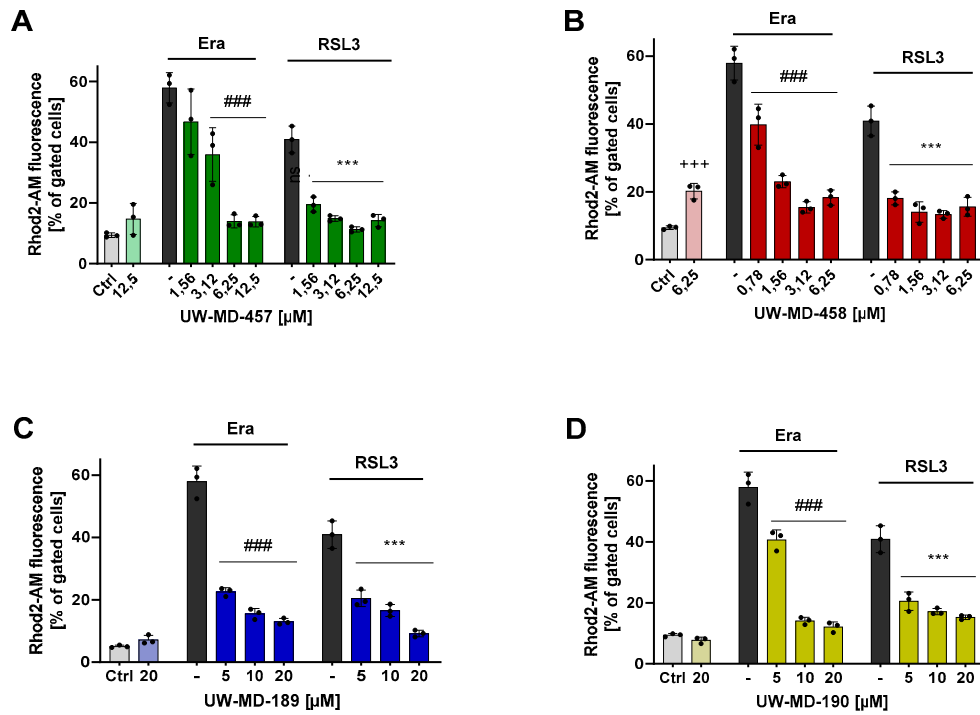 A
Era
RSL3
Rhod2-AM fluorescence
[% of gated cells]
60
40
20
0
###
***
ns
Ctrl 12,5 - 1,56 3,12 6,25 12,5 - 1,56 3,12 6,25 12,5
UW-MD-457 [µM]
B
Era
RSL3
Rhod2-AM fluorescence
[% of gated cells]
60
40
20
0
+++
###
***
Ctrl 6,25 - 0,78 1,56 3,12 6,25 - 0,78 1,56 3,12 6,25
UW-MD-458 [µM]
C
Era
RSL3
Rhod2-AM fluorescence
[% of gated cells]
60
40
20
0
###
***
Ctrl 20 - 5 10 20 - 5 10 20
UW-MD-189 [µM]
D
Era
RSL3
Rhod2-AM fluorescence
[% of gated cells]
60
40
20
0
###
***
Ctrl 20 - 5 10 20 - 5 10 20
UW-MD-190 [µM]